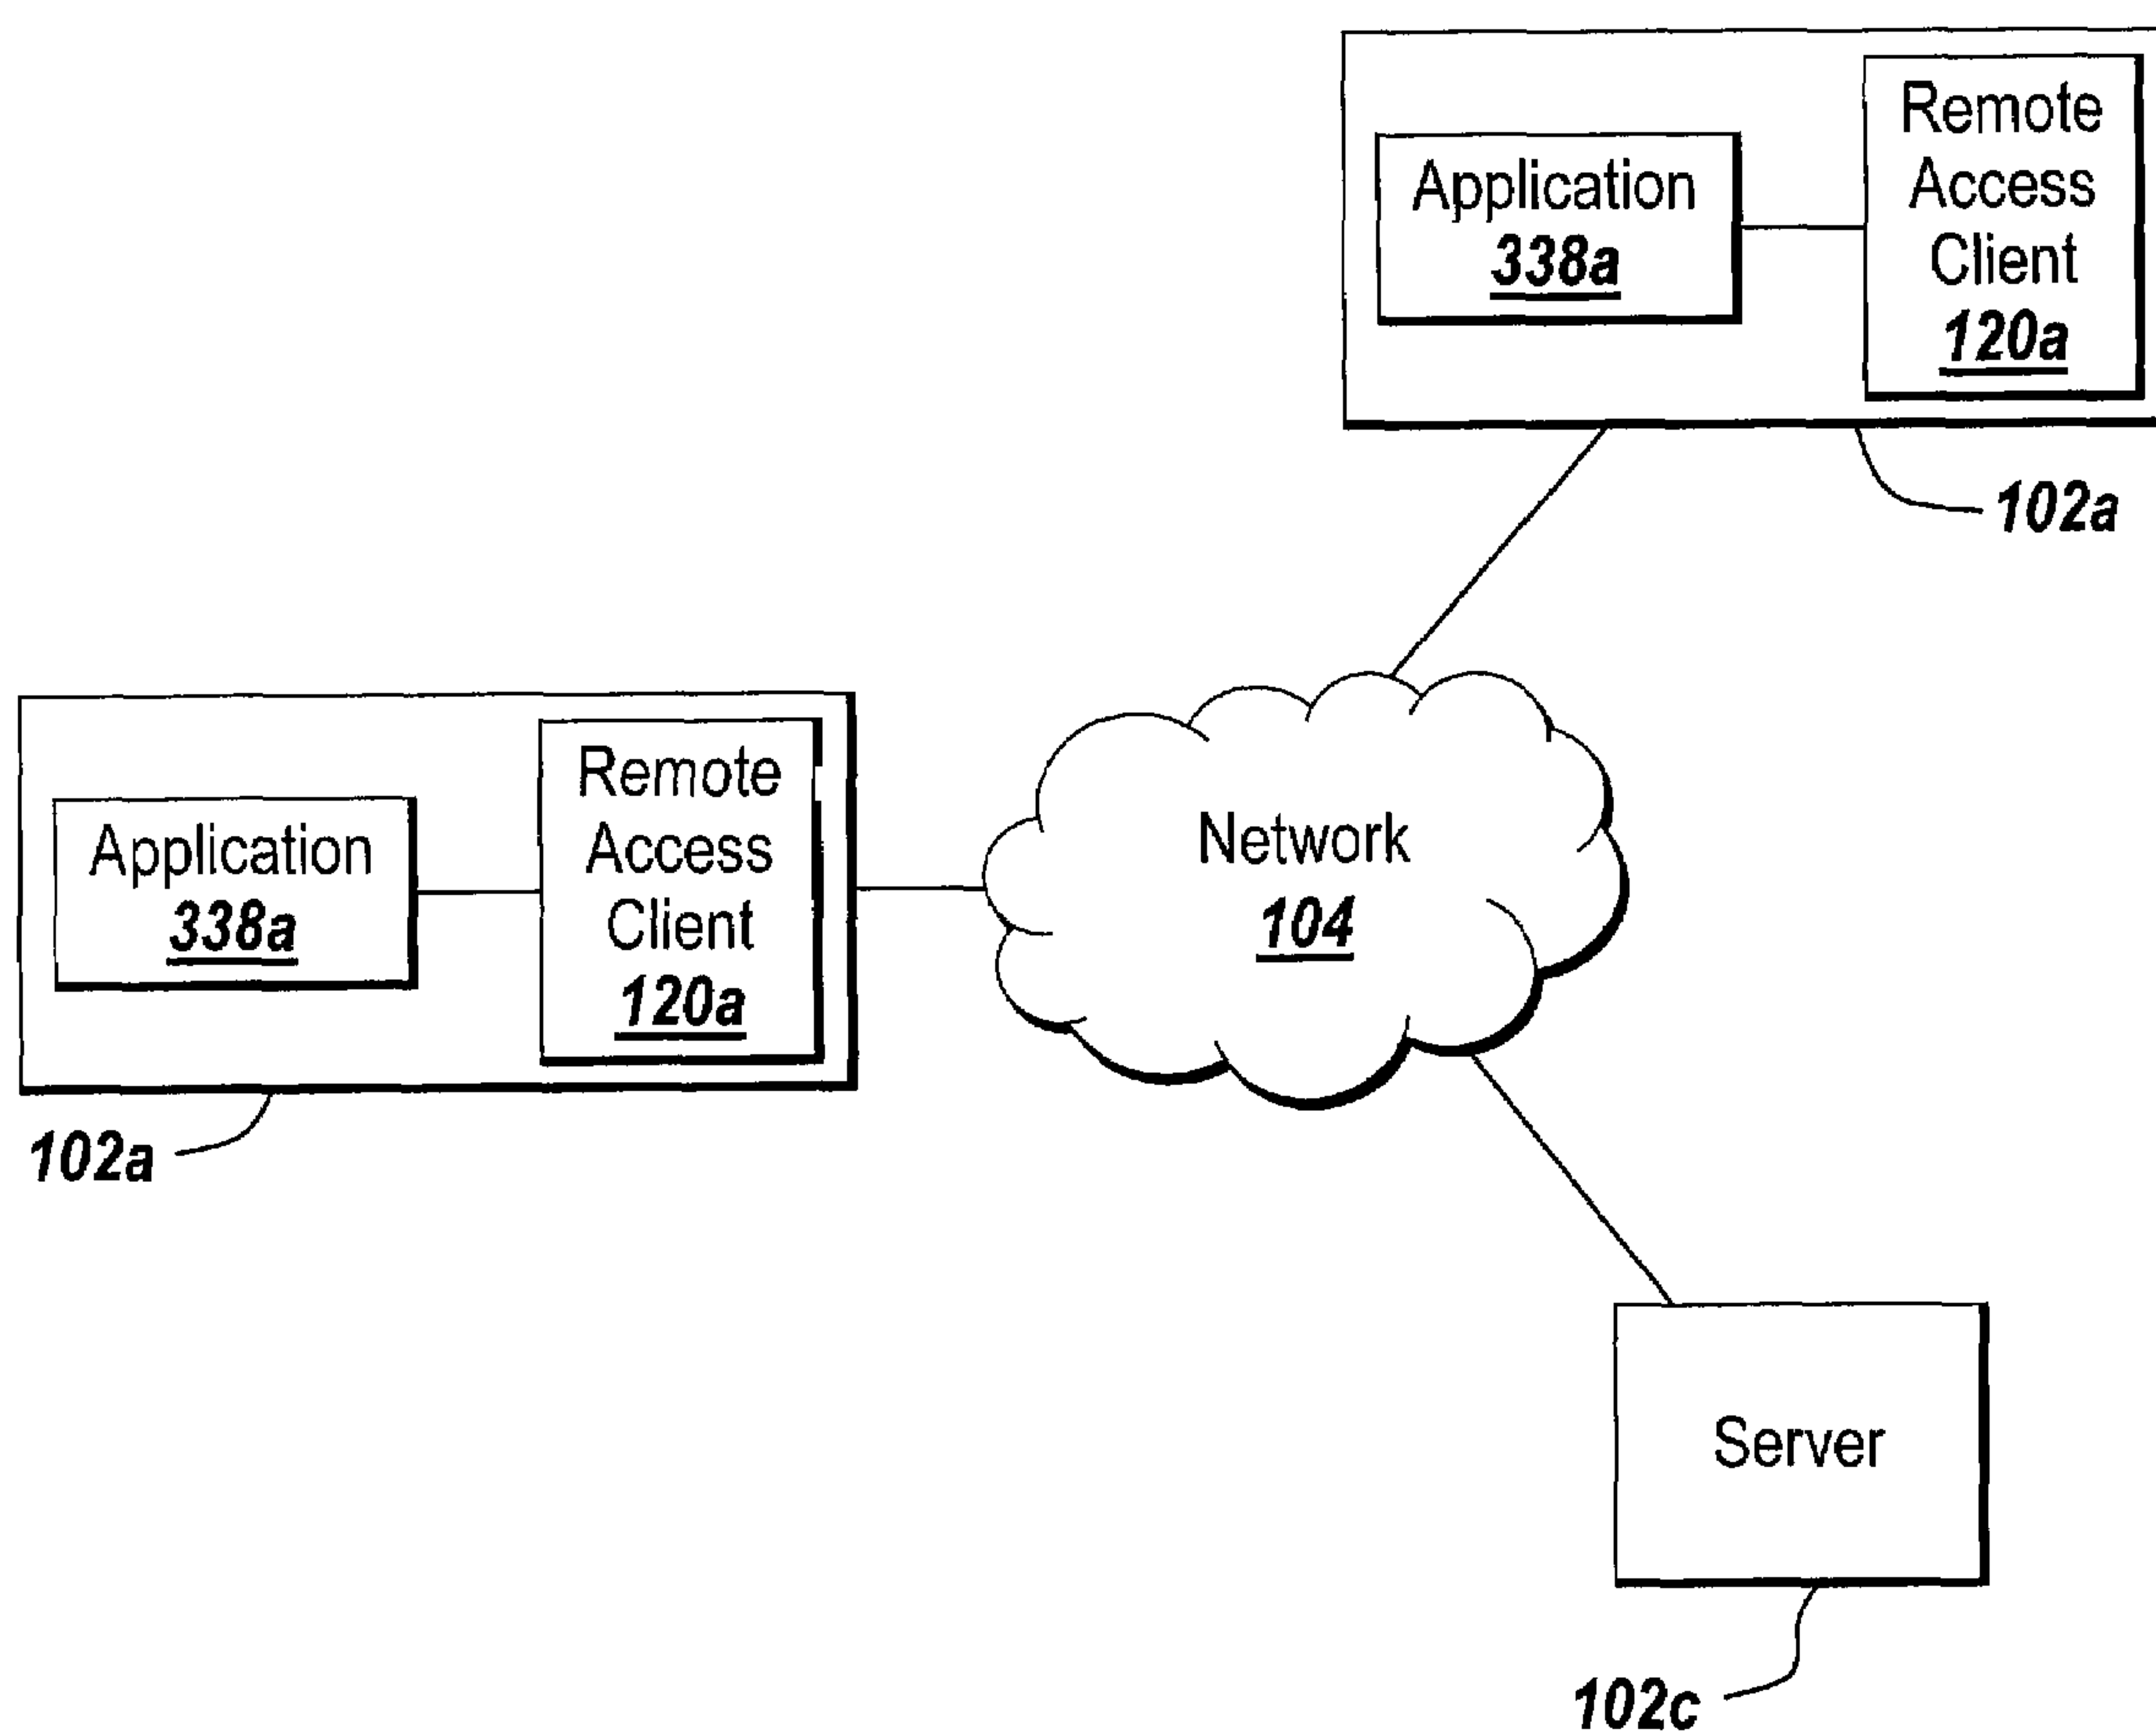 Application
338a
Remote
Access
Client
120a
102a
Application
338a
Remote
Access
Client
120a
102a
Network
104
Server
102c